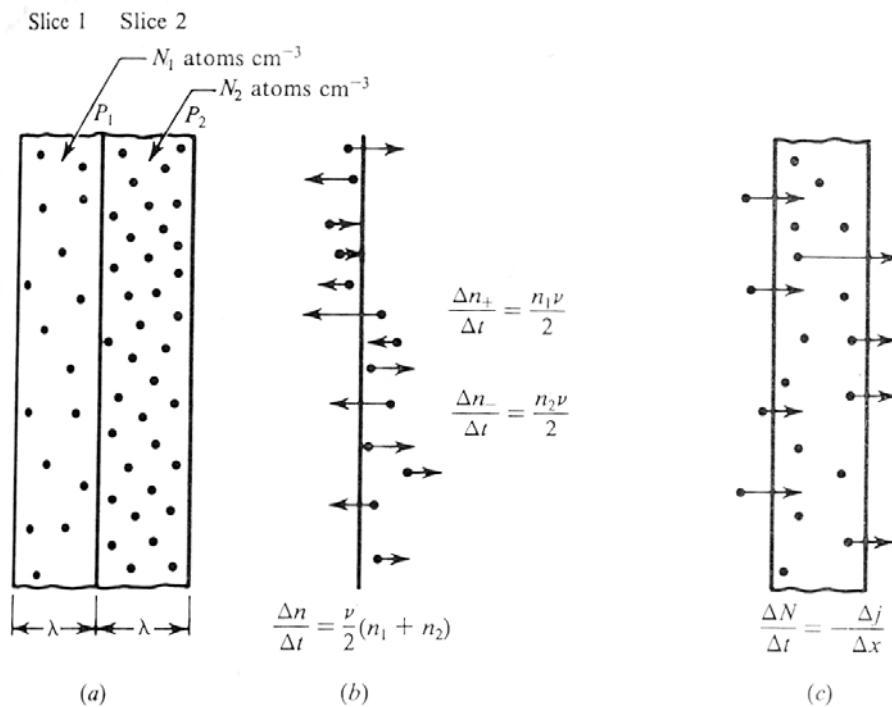 Slice 1 Slice 2
N₁ atoms cm⁻³
N₂ atoms cm⁻³
P₁ P₂
Δn₊/Δt = n₁ν/2
Δn₋/Δt = n₂ν/2
λ λ
Δn/Δt = ν/2 (n₁ + n₂)
ΔN/Δt = -Δj/Δx
(a) (b) (c)